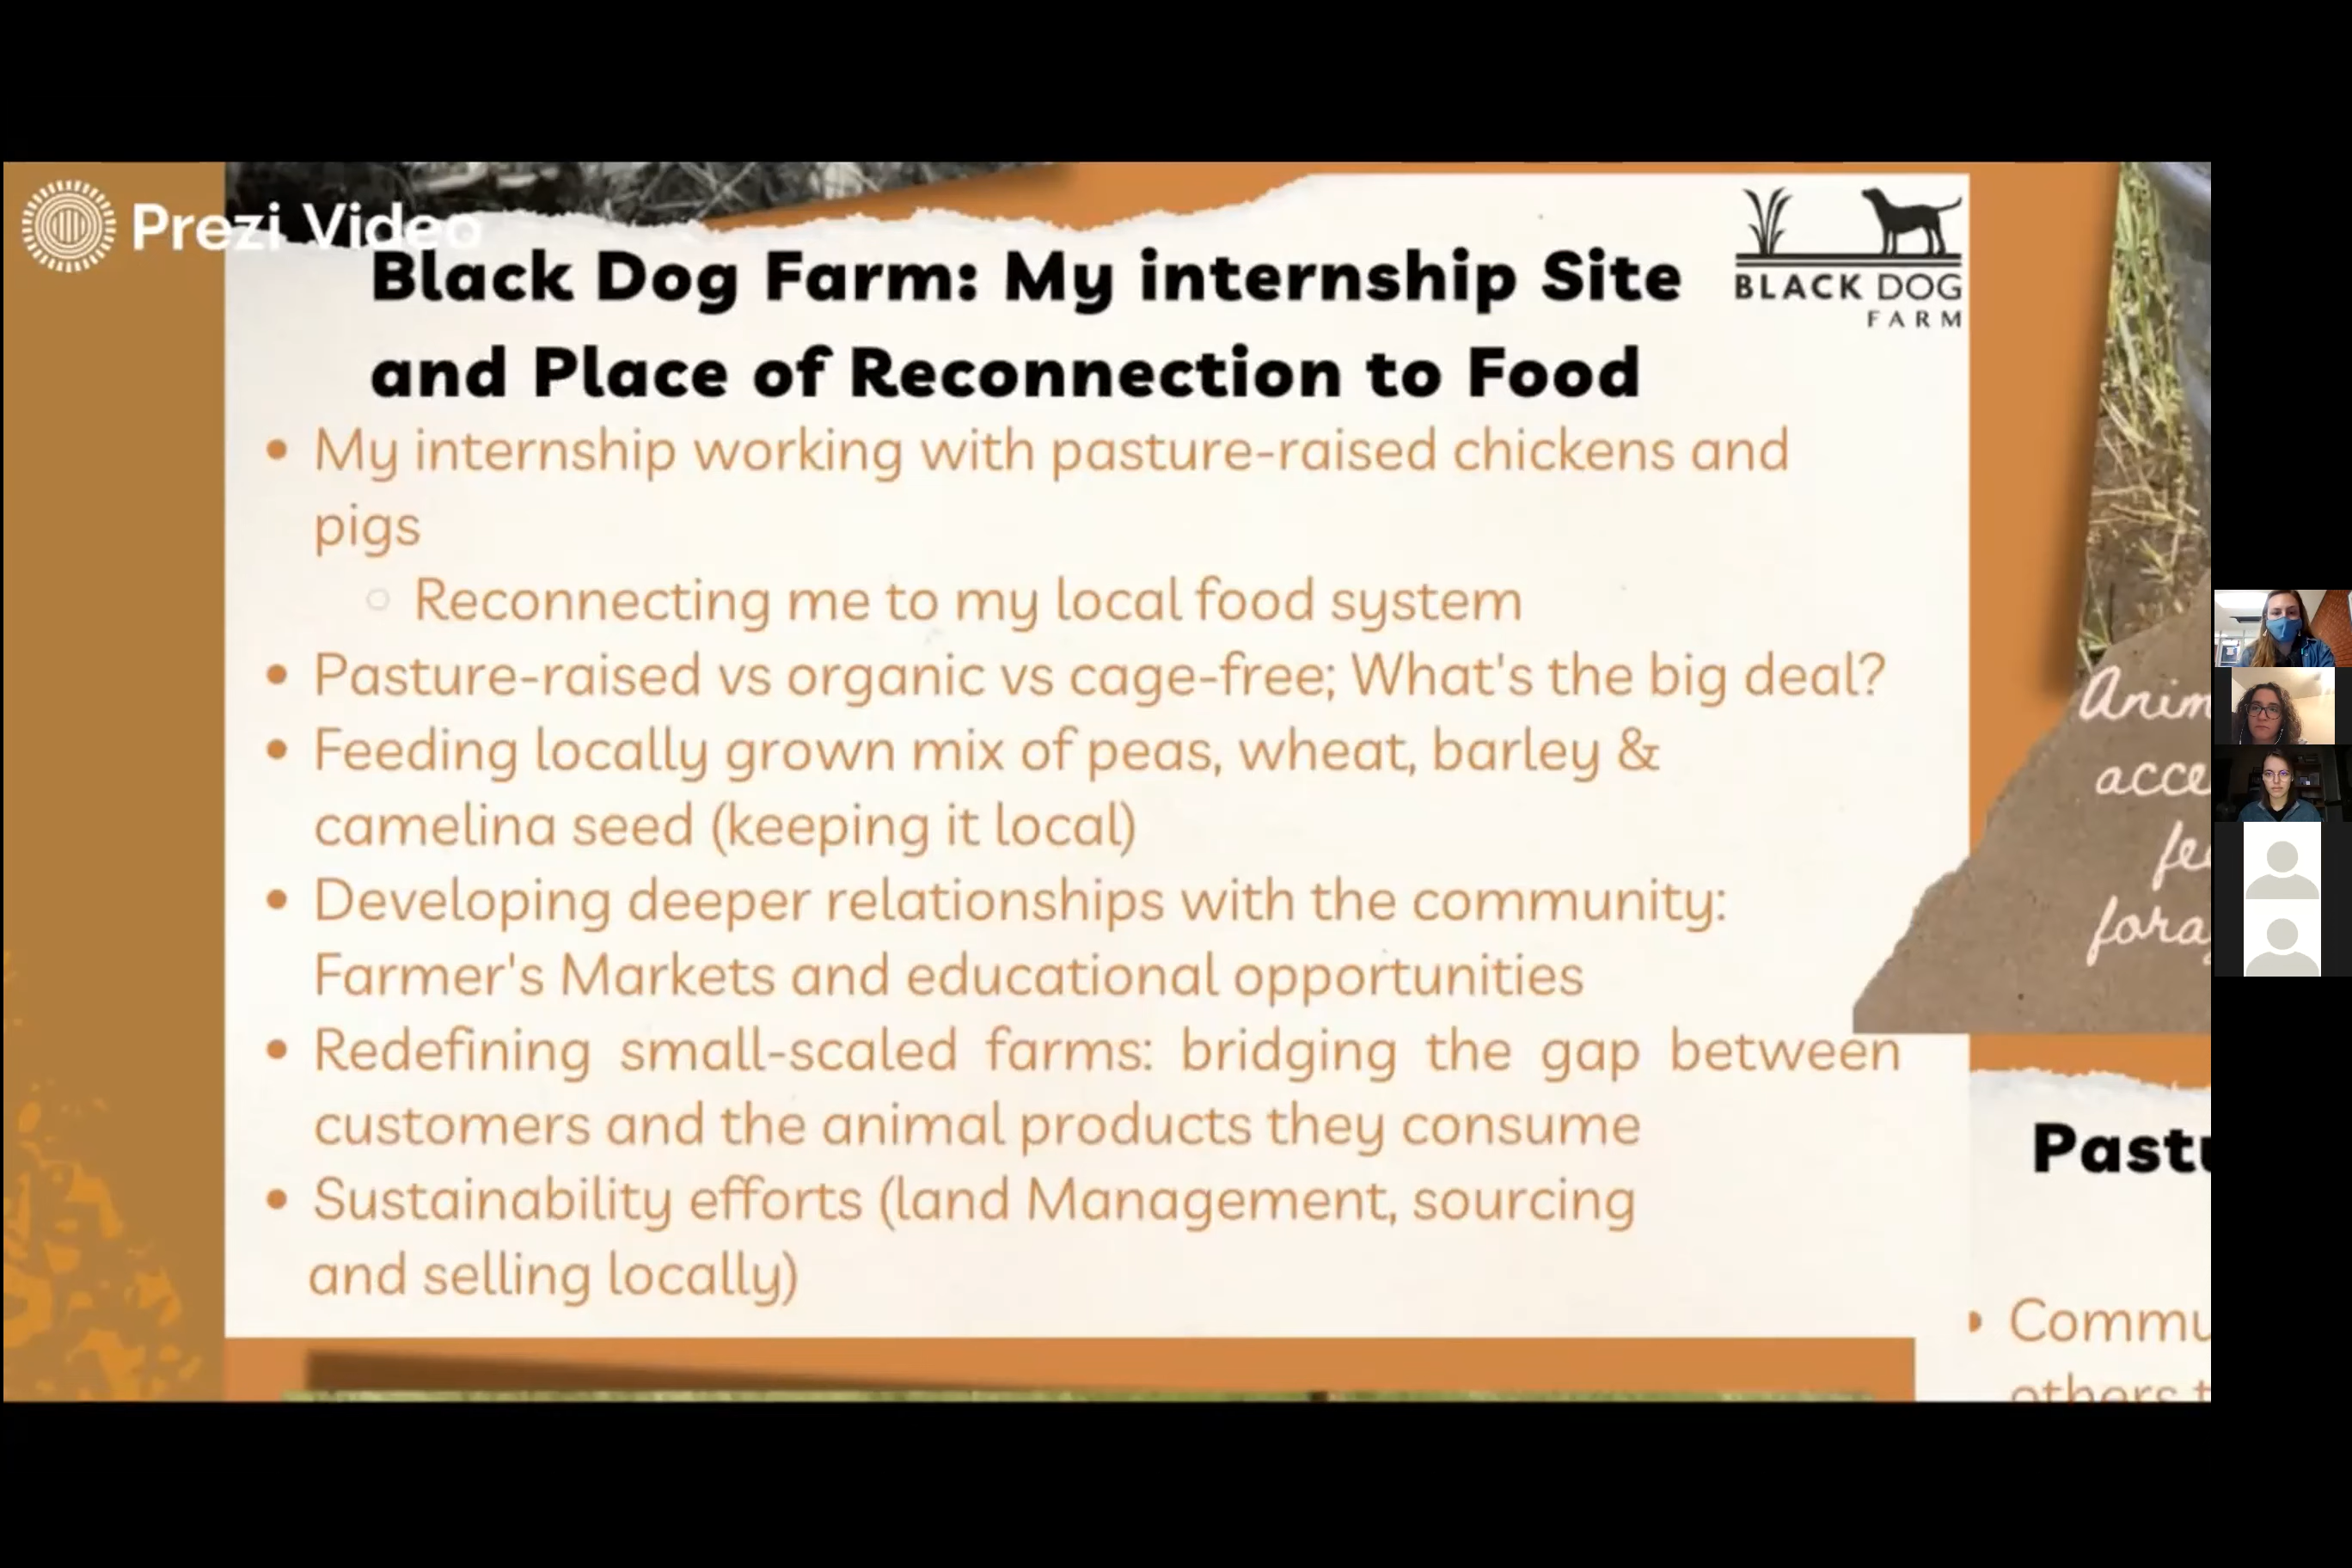 Prezi Video
Black Dog Farm: My internship Site
and Place of Reconnection to Food
BLACK DOG
FARM
• My internship working with pasture-raised chickens and
pigs
○ Reconnecting me to my local food system
• Pasture-raised vs organic vs cage-free; What's the big deal?
• Feeding locally grown mix of peas, wheat, barley &
camelina seed (keeping it local)
• Developing deeper relationships with the community:
Farmer's Markets and educational opportunities
• Redefining small-scaled farms: bridging the gap between
customers and the animal products they consume
• Sustainability efforts (land Management, sourcing
and selling locally)